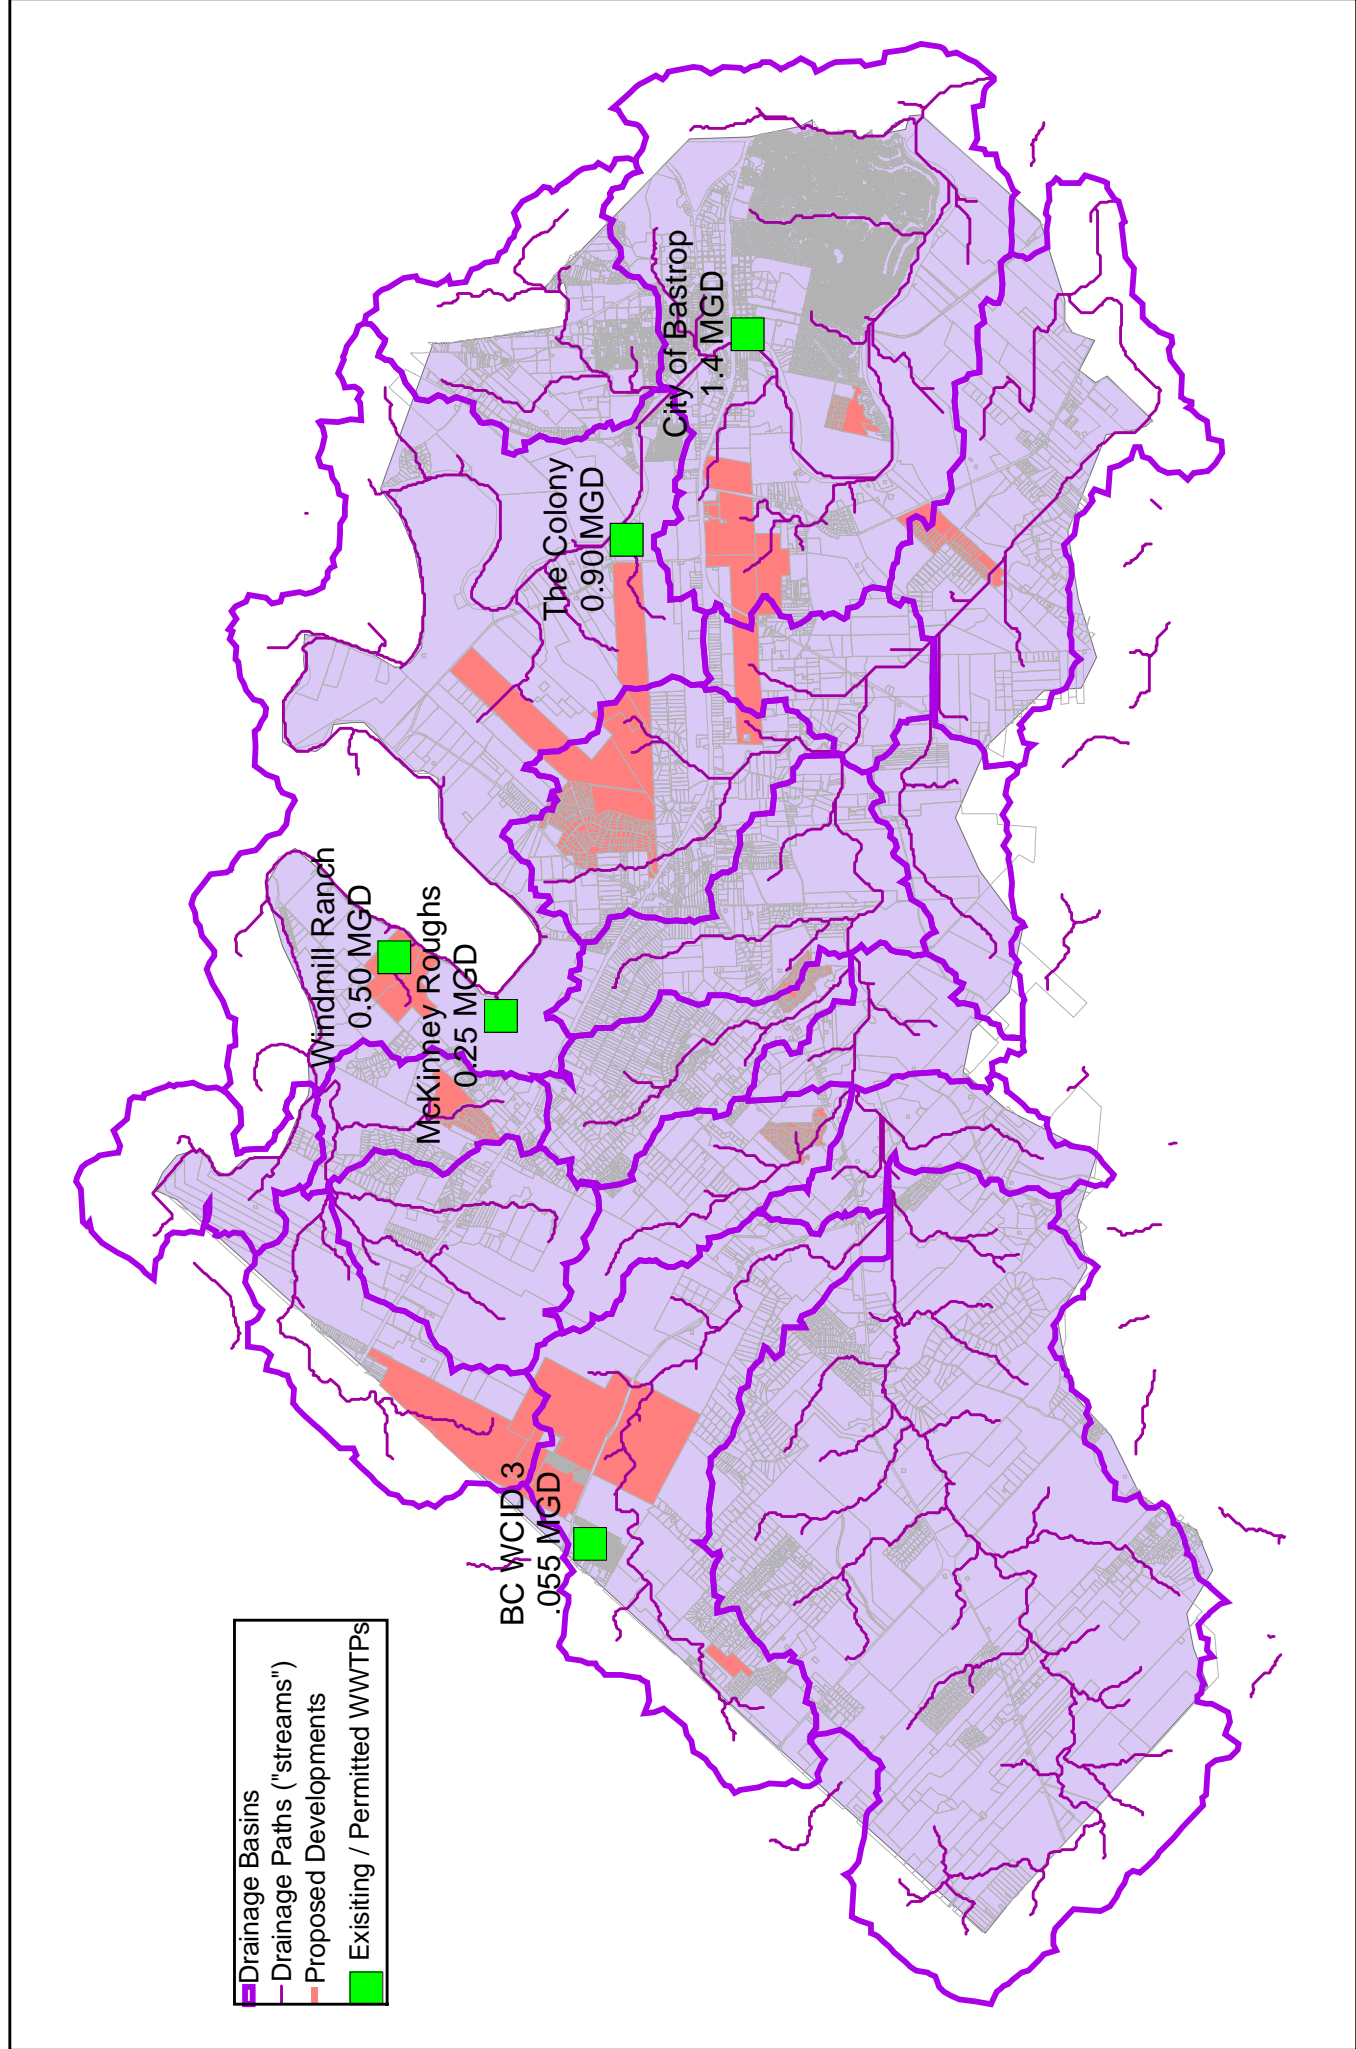 Windmill Ranch
0.50 MGD
McKinney Roughs
0.25 MGD
BC WCID 3
.055 MGD
The Colony
0.90 MGD
City of Bastrop
1.4 MGD
Drainage Basins
Drainage Paths ("streams")
Proposed Developments
Exisiting / Permitted WWTPs